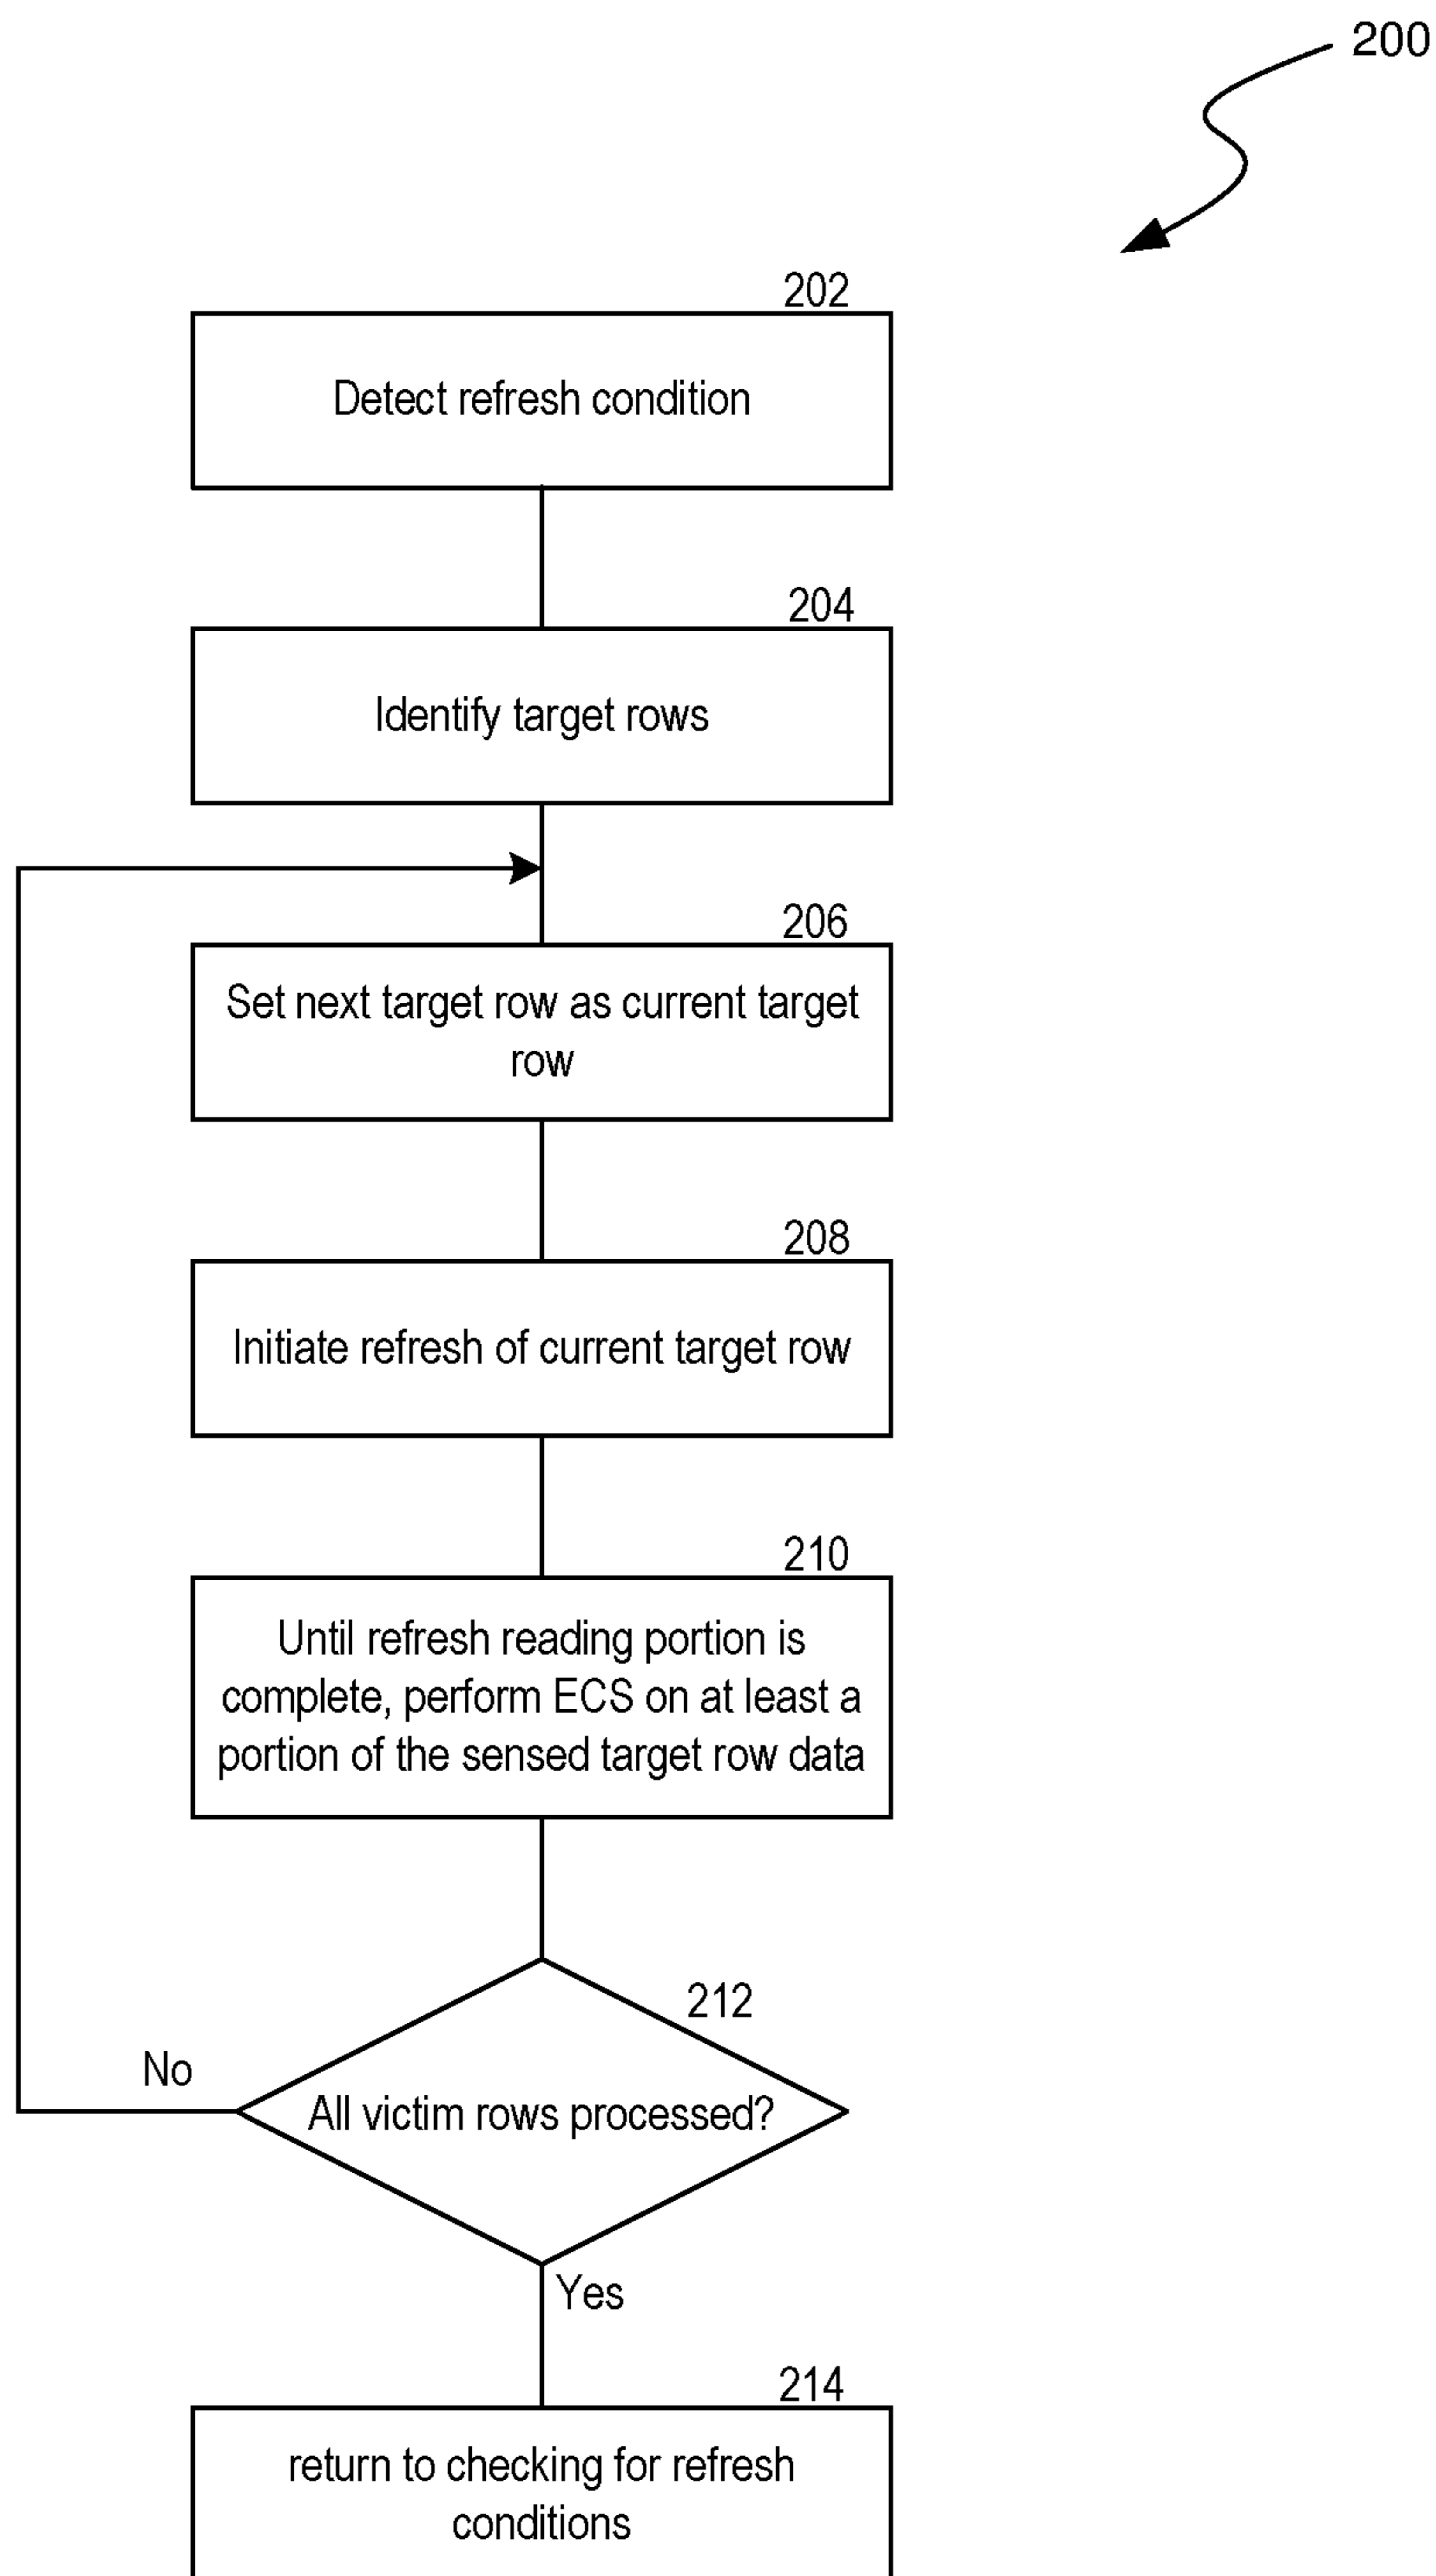 200
202
Detect refresh condition
204
Identify target rows
206
Set next target row as current target
row
208
Initiate refresh of current target row
210
Until refresh reading portion is
complete, perform ECS on at least a
portion of the sensed target row data
212
No
All victim rows processed?
Yes
214
return to checking for refresh
conditions